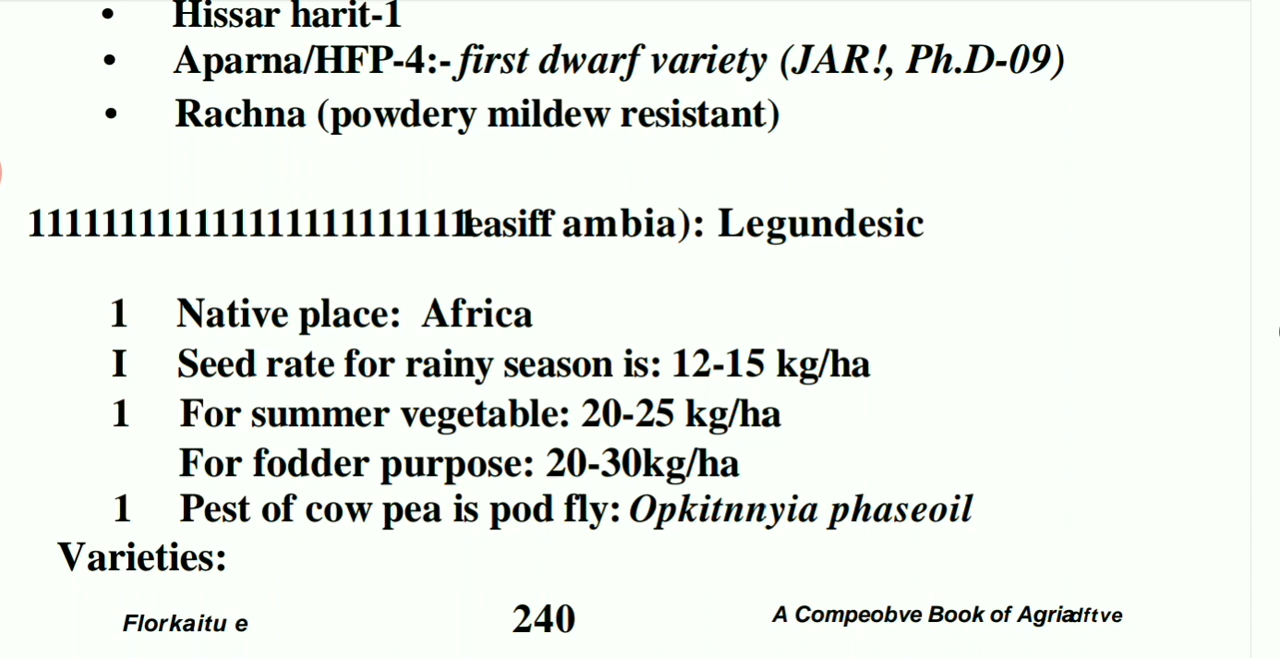 • Hissar harit-1
• Aparna/HFP-4:-first dwarf variety (JAR!, Ph.D-09)
• Rachna (powdery mildew resistant)
111111111111111111111111leasiff ambia): Legundesic
1 Native place: Africa
I Seed rate for rainy season is: 12-15 kg/ha
1 For summer vegetable: 20-25 kg/ha
For fodder purpose: 20-30kg/ha
1 Pest of cow pea is pod fly: Opkitnnyia phaseoil
Varieties:
Florkaitu e 240 A Compeobve Book of Agriadftve